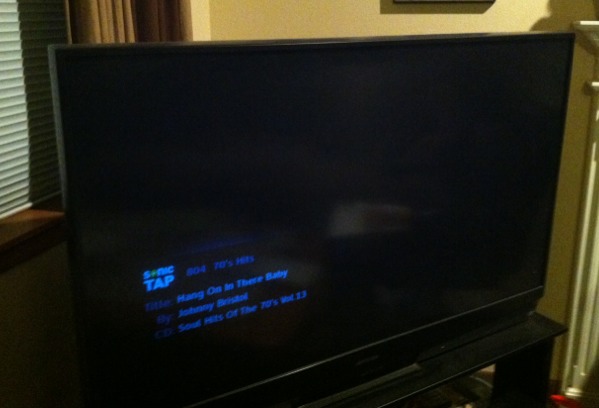 SONIC TAP 604 70's Hits
Title: Hang On In There Baby
By: Johnny Bristol
CD: Soul Hits Of The 70's Vol.13